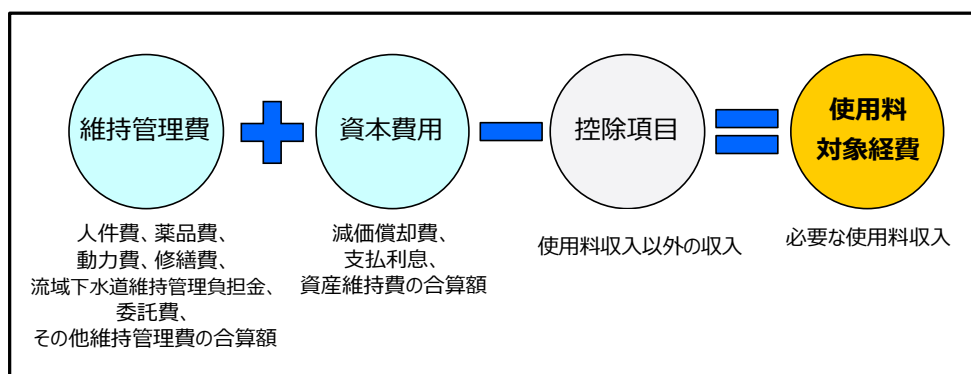 維持管理費
資本費用
控除項目
使用料
対象経費
人件費、薬品費、
動力費、修繕費、
流域下水道維持管理負担金、
委託費、
その他維持管理費の合算額
減価償却費、
支払利息、
資産維持費の合算額
使用料収入以外の収入
必要な使用料収入